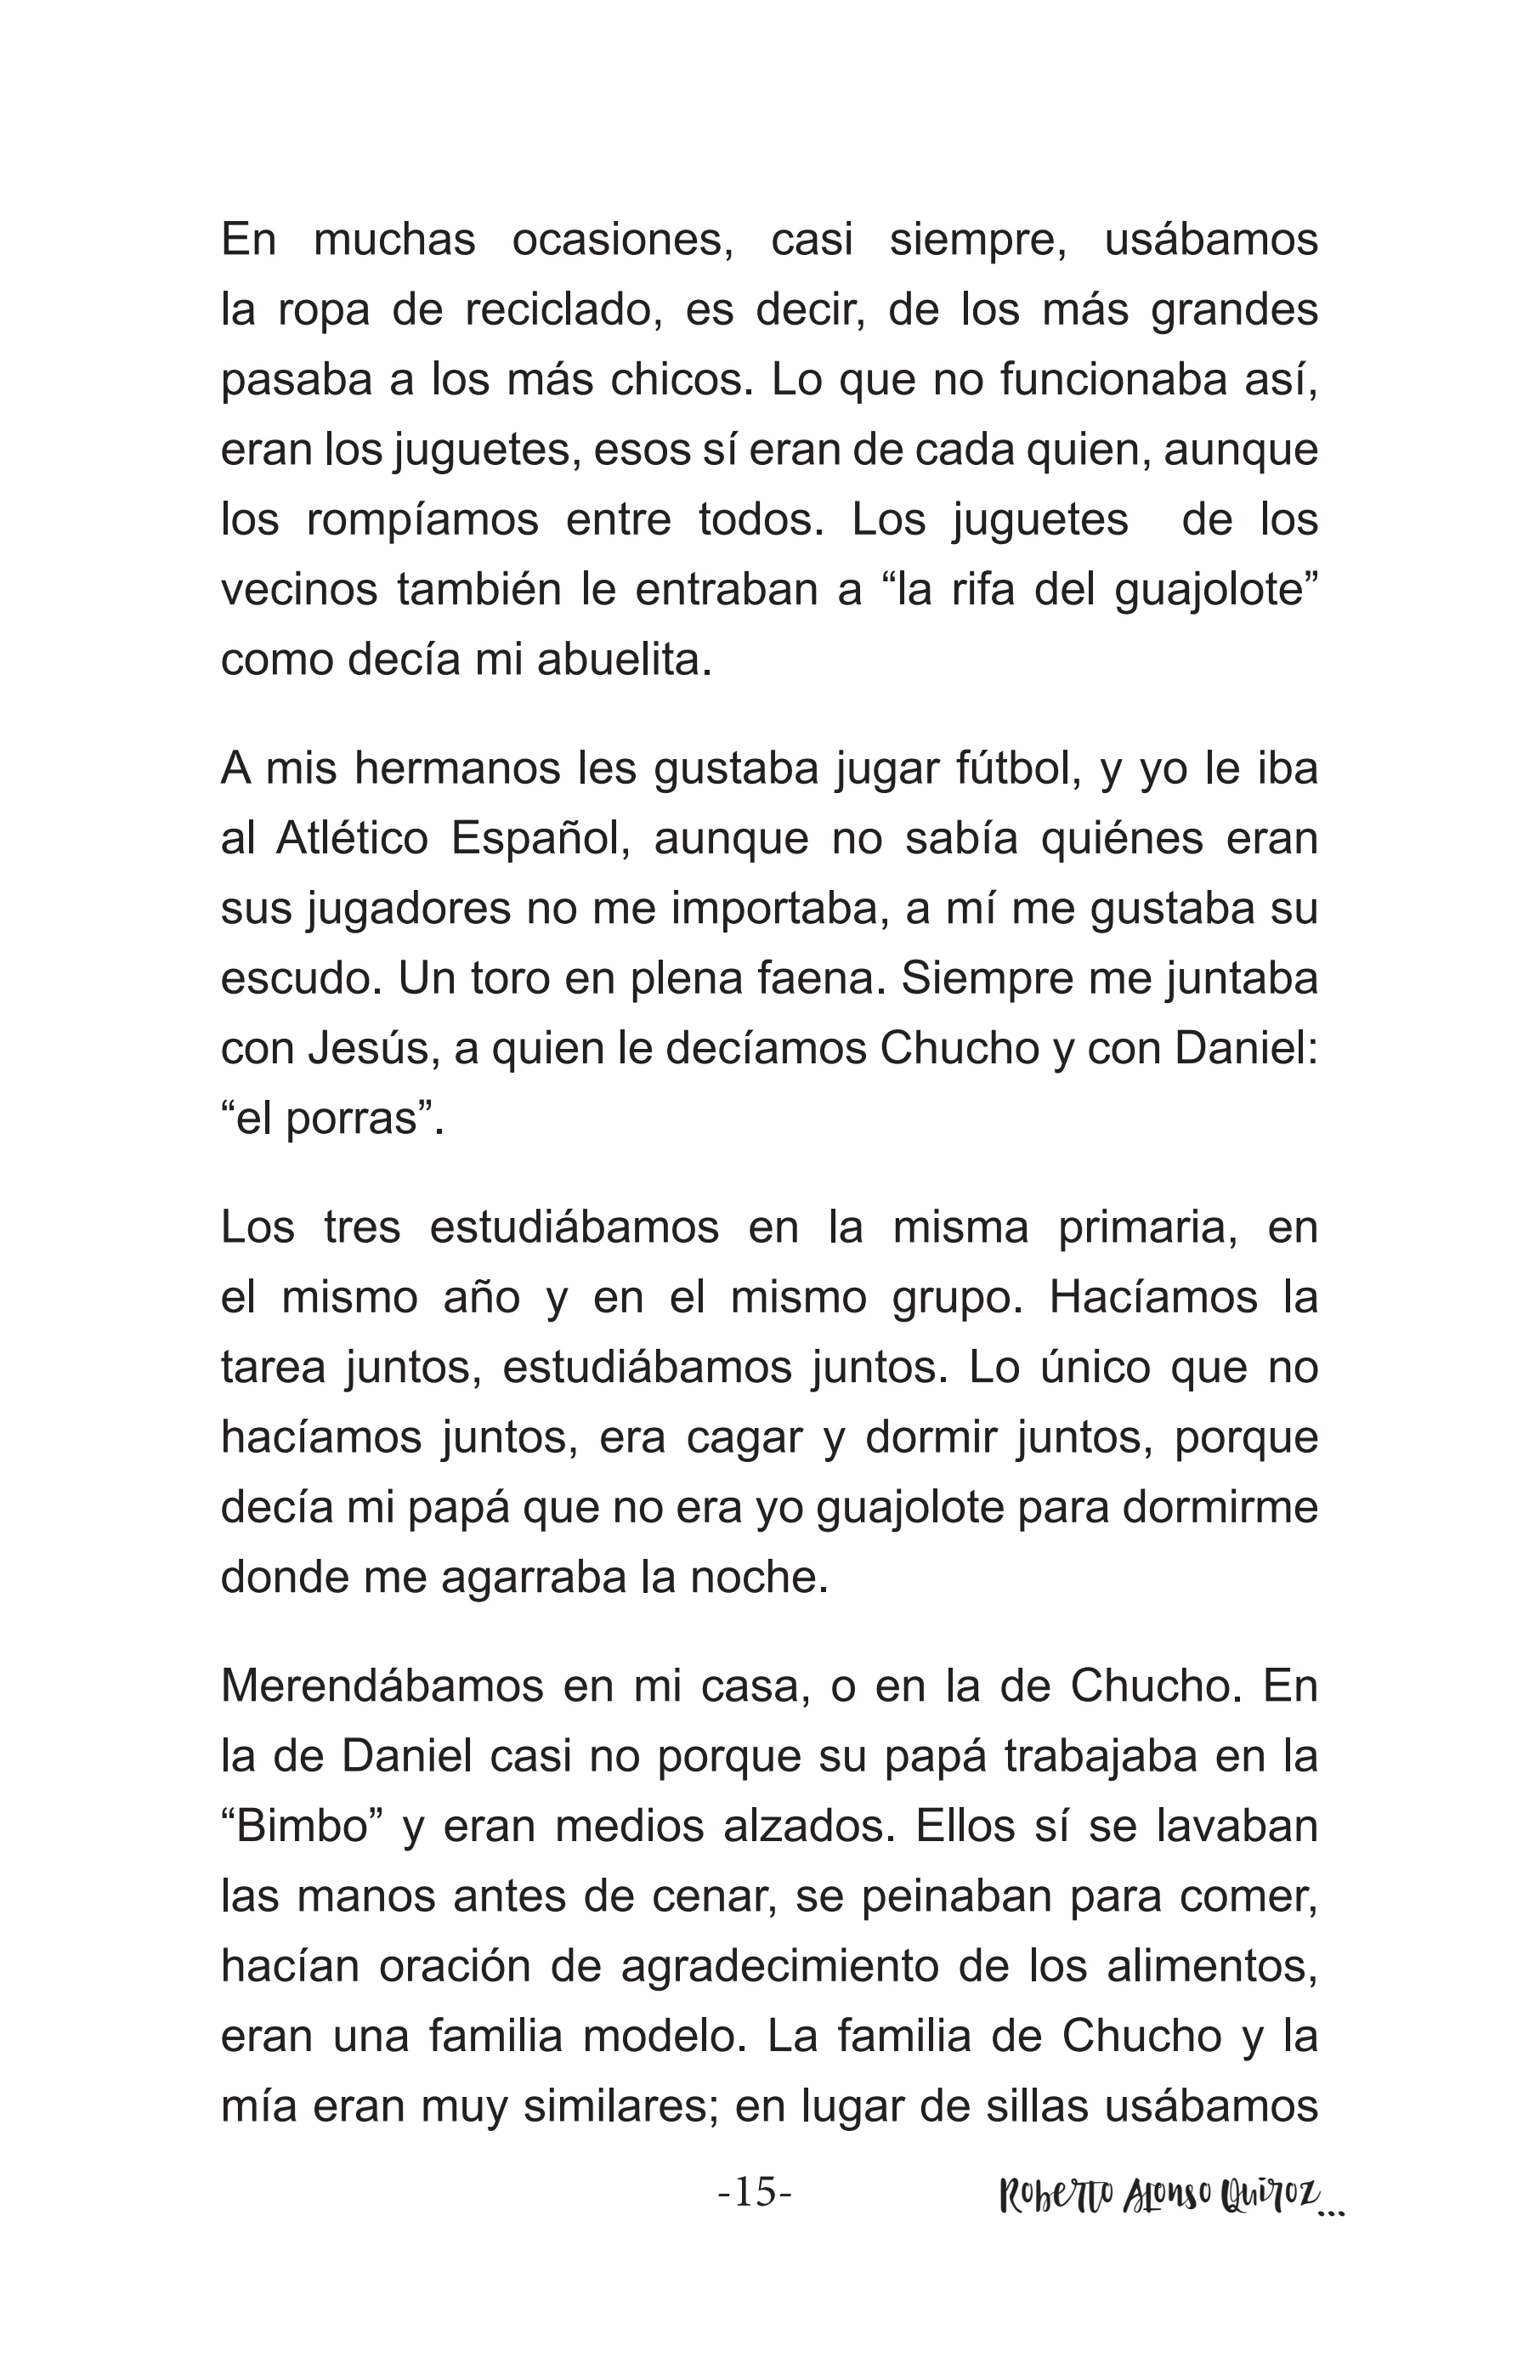 En muchas ocasiones, casi siempre, usábamos
la ropa de reciclado, es decir, de los más grandes
pasaba a los más chicos. Lo que no funcionaba así,
eran los juguetes, esos sí eran de cada quien, aunque
los rompíamos entre todos. Los juguetes de los
vecinos también le entraban a “la rifa del guajolote”
como decía mi abuelita.
A mis hermanos les gustaba jugar fútbol, y yo le iba
al Atlético Español, aunque no sabía quiénes eran
sus jugadores no me importaba, a mí me gustaba su
escudo. Un toro en plena faena. Siempre me juntaba
con Jesús, a quien le decíamos Chucho y con Daniel:
“el porras”.
Los tres estudiábamos en la misma primaria, en
el mismo año y en el mismo grupo. Hacíamos la
tarea juntos, estudiábamos juntos. Lo único que no
hacíamos juntos, era cagar y dormir juntos, porque
decía mi papá que no era yo guajolote para dormirme
donde me agarraba la noche.
Merendábamos en mi casa, o en la de Chucho. En
la de Daniel casi no porque su papá trabajaba en la
“Bimbo” y eran medios alzados. Ellos sí se lavaban
las manos antes de cenar, se peinaban para comer,
hacían oración de agradecimiento de los alimentos,
eran una familia modelo. La familia de Chucho y la
mía eran muy similares; en lugar de sillas usábamos
-15- Roberto Alonso Quiroz...